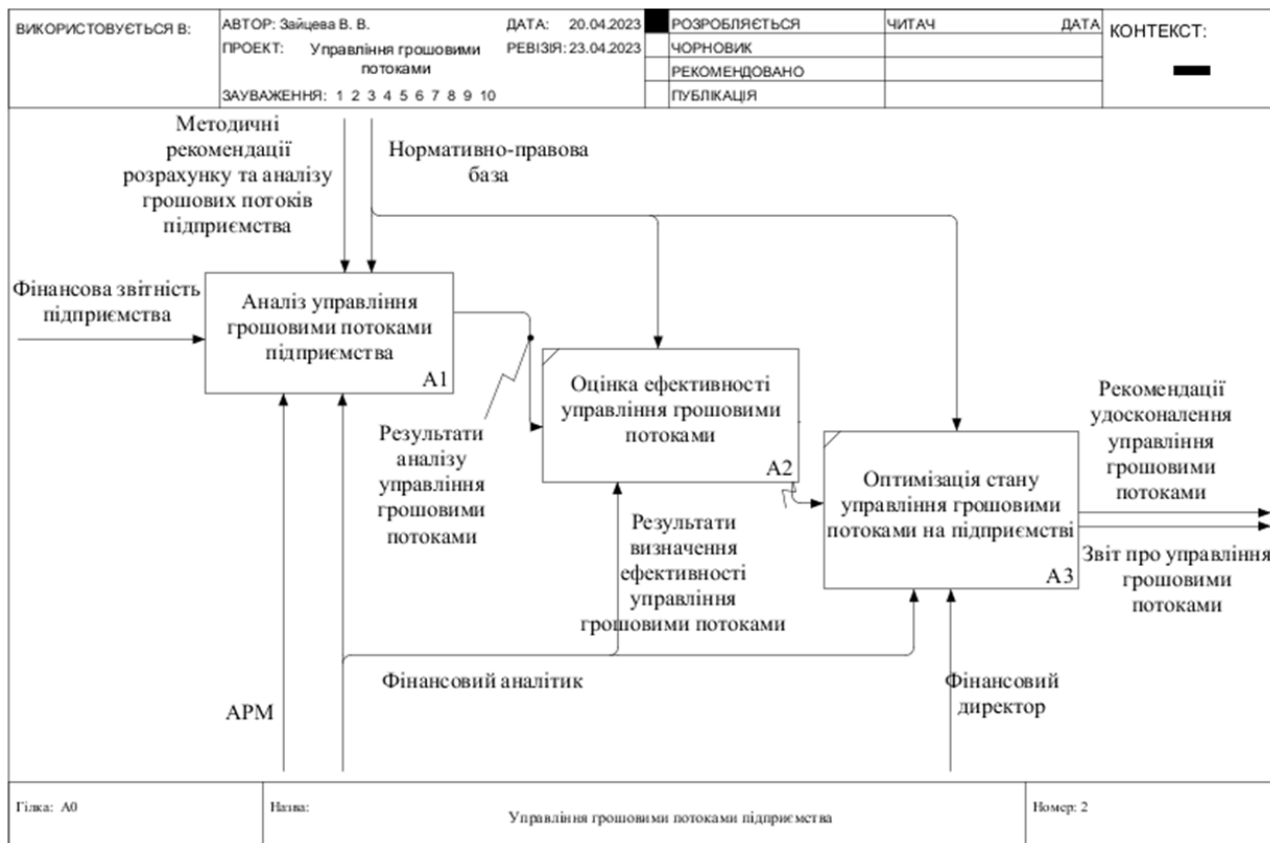 ВИКОРИСТОВУЄТЬСЯ В:
АВТОР: Зайцева В. В.
ДАТА: 20.04.2023
ПРОЕКТ: Управління грошовими
потоками
РЕВІЗІЯ: 23.04.2023
ЗАУВАЖЕННЯ: 1 2 3 4 5 6 7 8 9 10
РОЗРОБЛЯЄТЬСЯ
ЧОРНОВИК
РЕКОМЕНДОВАНО
ПУБЛІКАЦІЯ
ЧИТАЧ
ДАТА
КОНТЕКСТ:
Методичні
рекомендації
розрахунку та аналізу
грошових потоків
підприємства
Нормативно-правова
база
Фінансова звітність
підприємства
Аналіз управління
грошовими потоками
підприємства
A1
Оцінка ефективності
управління грошовими
потоками
A2
Результати
аналізу
управління
грошовими
потоками
Оптимізація стану
управління грошовими
потоками на підприємстві
A3
Рекомендації
удосконалення
управління
грошовими
потоками
Звіт про управління
грошовими
потоками
Результати
визначення
ефективності
управління
грошовими потоками
Фінансовий аналітик
АРМ
Фінансовий
директор
Гілка: A0
Назва:
Управління грошовими потоками підприємства
Номер: 2